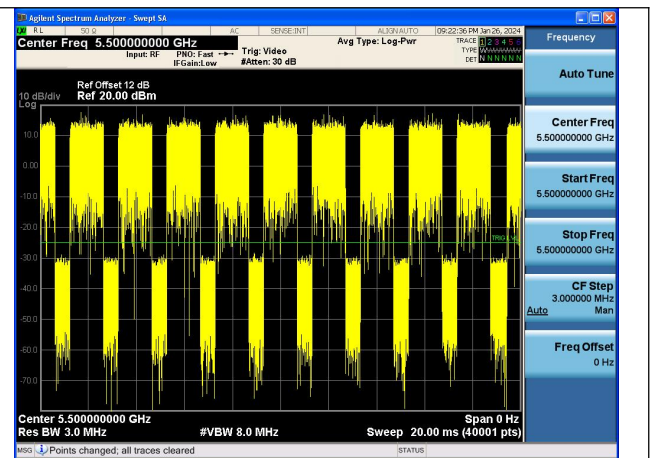 Agilent Spectrum Analyzer - Swept SA
RL 50 Ω AC SENSE:INT ALIGNAUTO 09:22:36 PM Jan 26, 2024
Center Freq 5.500000000 GHz
Input: RF PNO: Fast IFGain:Low
Trig: Video
#Atten: 30 dB
Avg Type: Log-Pwr
TRACE 1 2 3 4 5 6
TYPE
DET N N N N N N
Ref Offset 12 dB
10 dB/div Ref 20.00 dBm
Log
10.0
0.00
-10.0
-20.0
TRIG LVL
-30.0
-40.0
-50.0
-60.0
-70.0
Center 5.500000000 GHz Span 0 Hz
Res BW 3.0 MHz #VBW 8.0 MHz Sweep 20.00 ms (40001 pts)
MSG Points changed; all traces cleared STATUS
Frequency
Auto Tune
Center Freq
5.500000000 GHz
Start Freq
5.500000000 GHz
Stop Freq
5.500000000 GHz
CF Step
3.000000 MHz
Auto Man
Freq Offset
0 Hz